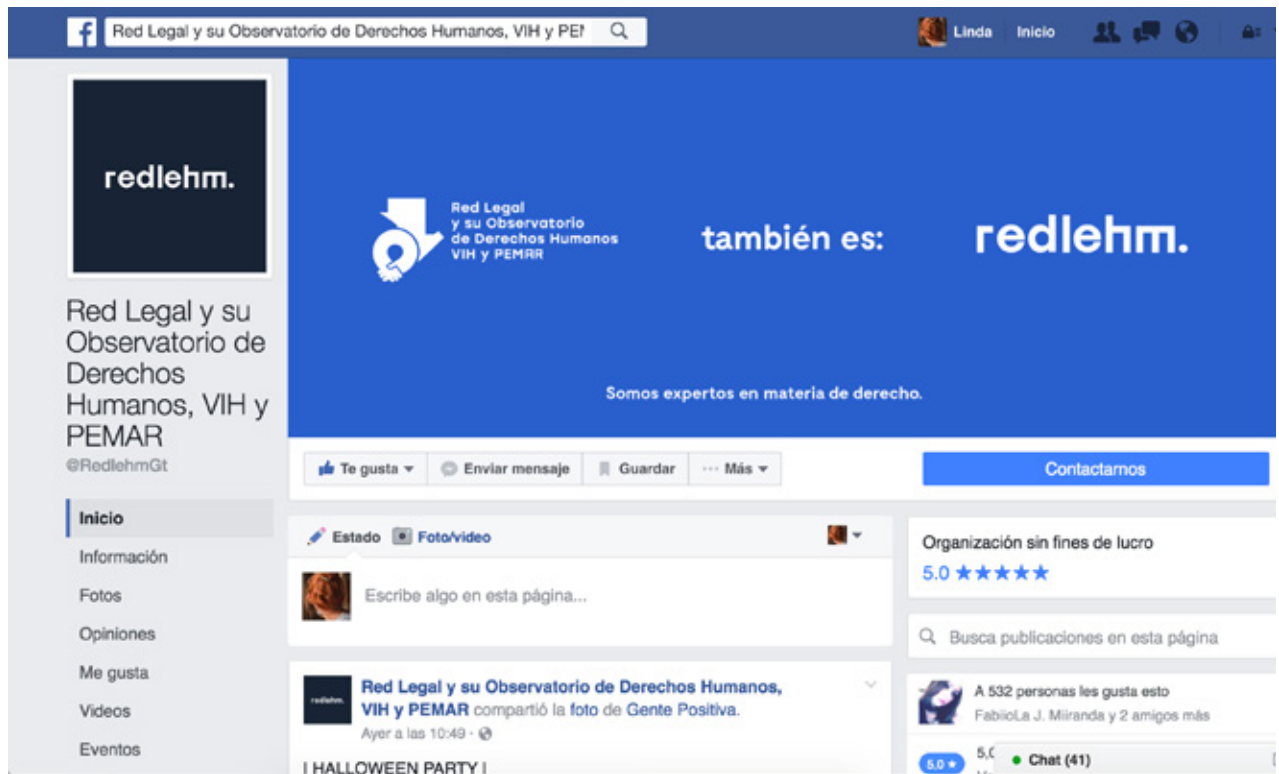 f
Red Legal y su Observatorio de Derechos Humanos, VIH y PEM
Linda
Inicio
redlehm.
Red Legal
y su Observatorio
de Derechos Humanos
VIH y PEMAR
también es:
redlehm.
Somos expertos en materia de derecho.
Red Legal y su
Observatorio de
Derechos
Humanos, VIH y
PEMAR
@RedlehmGt
Te gusta
Enviar mensaje
Guardar
Más
Contactarnos
Inicio
Información
Fotos
Opiniones
Me gusta
Videos
Eventos
Estado
Foto/video
Escribe algo en esta página...
redlehm.
Red Legal y su Observatorio de Derechos Humanos,
VIH y PEMAR compartió la foto de Gente Positiva.
Ayer a las 10:49 ·
| HALLOWEEN PARTY |
Organización sin fines de lucro
5.0 ★★★★★
Busca publicaciones en esta página
A 532 personas les gusta esto
FabiioLa J. Miiranda y 2 amigos más
5.0 ★
Chat (41)